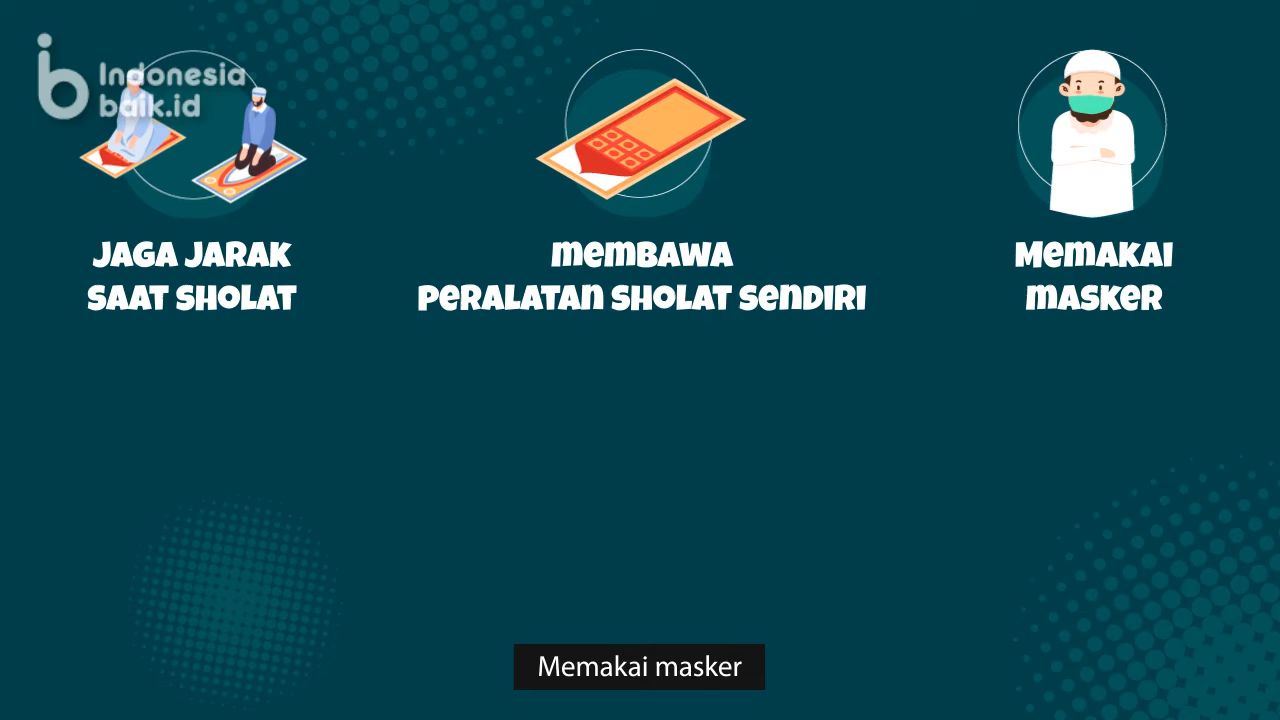 Indonesia
baik.id
JAGA JARAK
SAAT SHOLAT
memBAWA
PeRALATAn SHOLAT SenDIRI
MemAKAI
mASKeR
Memakai masker